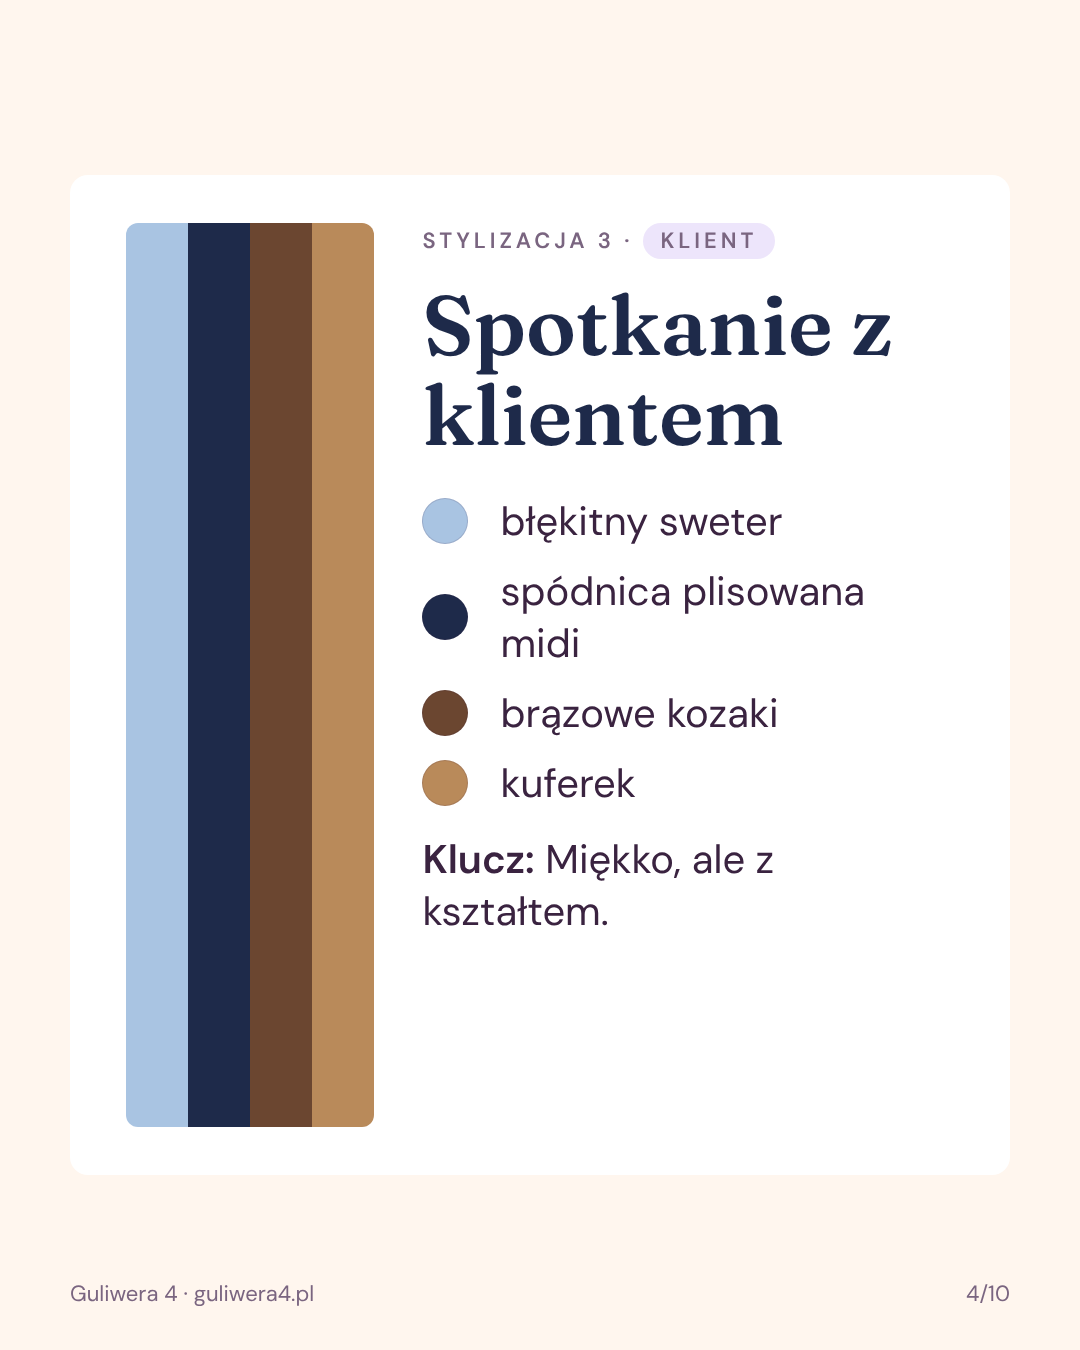 STYLIZACJA 3 · KLIENT
Spotkanie z
klientem
błękitny sweter
spódnica plisowana
midi
brązowe kozaki
kuferek
Klucz: Miękko, ale z
kształtem.
Guliwera 4 · guliwera4.pl
4/10